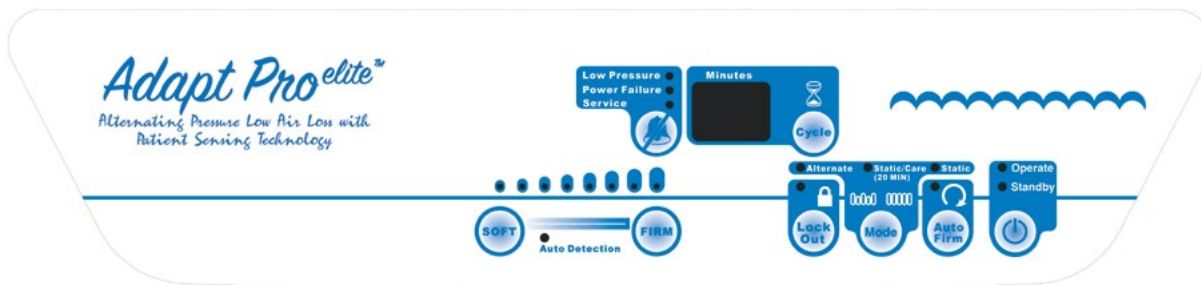 Adapt Pro elite™
Alternating Pressure Low Air Loss with
Patient Sensing Technology
Low Pressure
Power Failure
Service
Minutes
Cycle
SOFT
FIRM
Auto Detection
Alternate
Static/Care
(20 MIN)
Static
Lock
Out
Mode
Auto
Firm
Operate
Standby